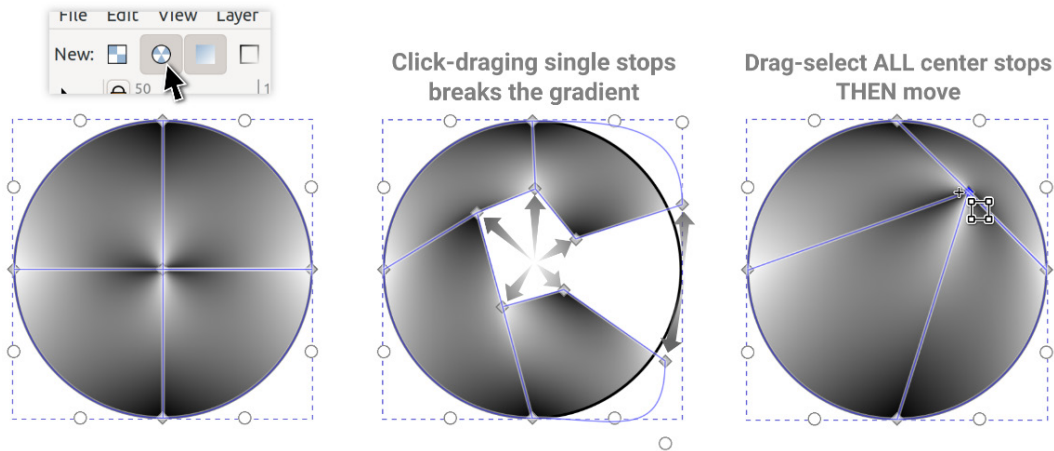 File Edit View Layer
New:
50
1
Click-draging single stops
breaks the gradient
Drag-select ALL center stops
THEN move